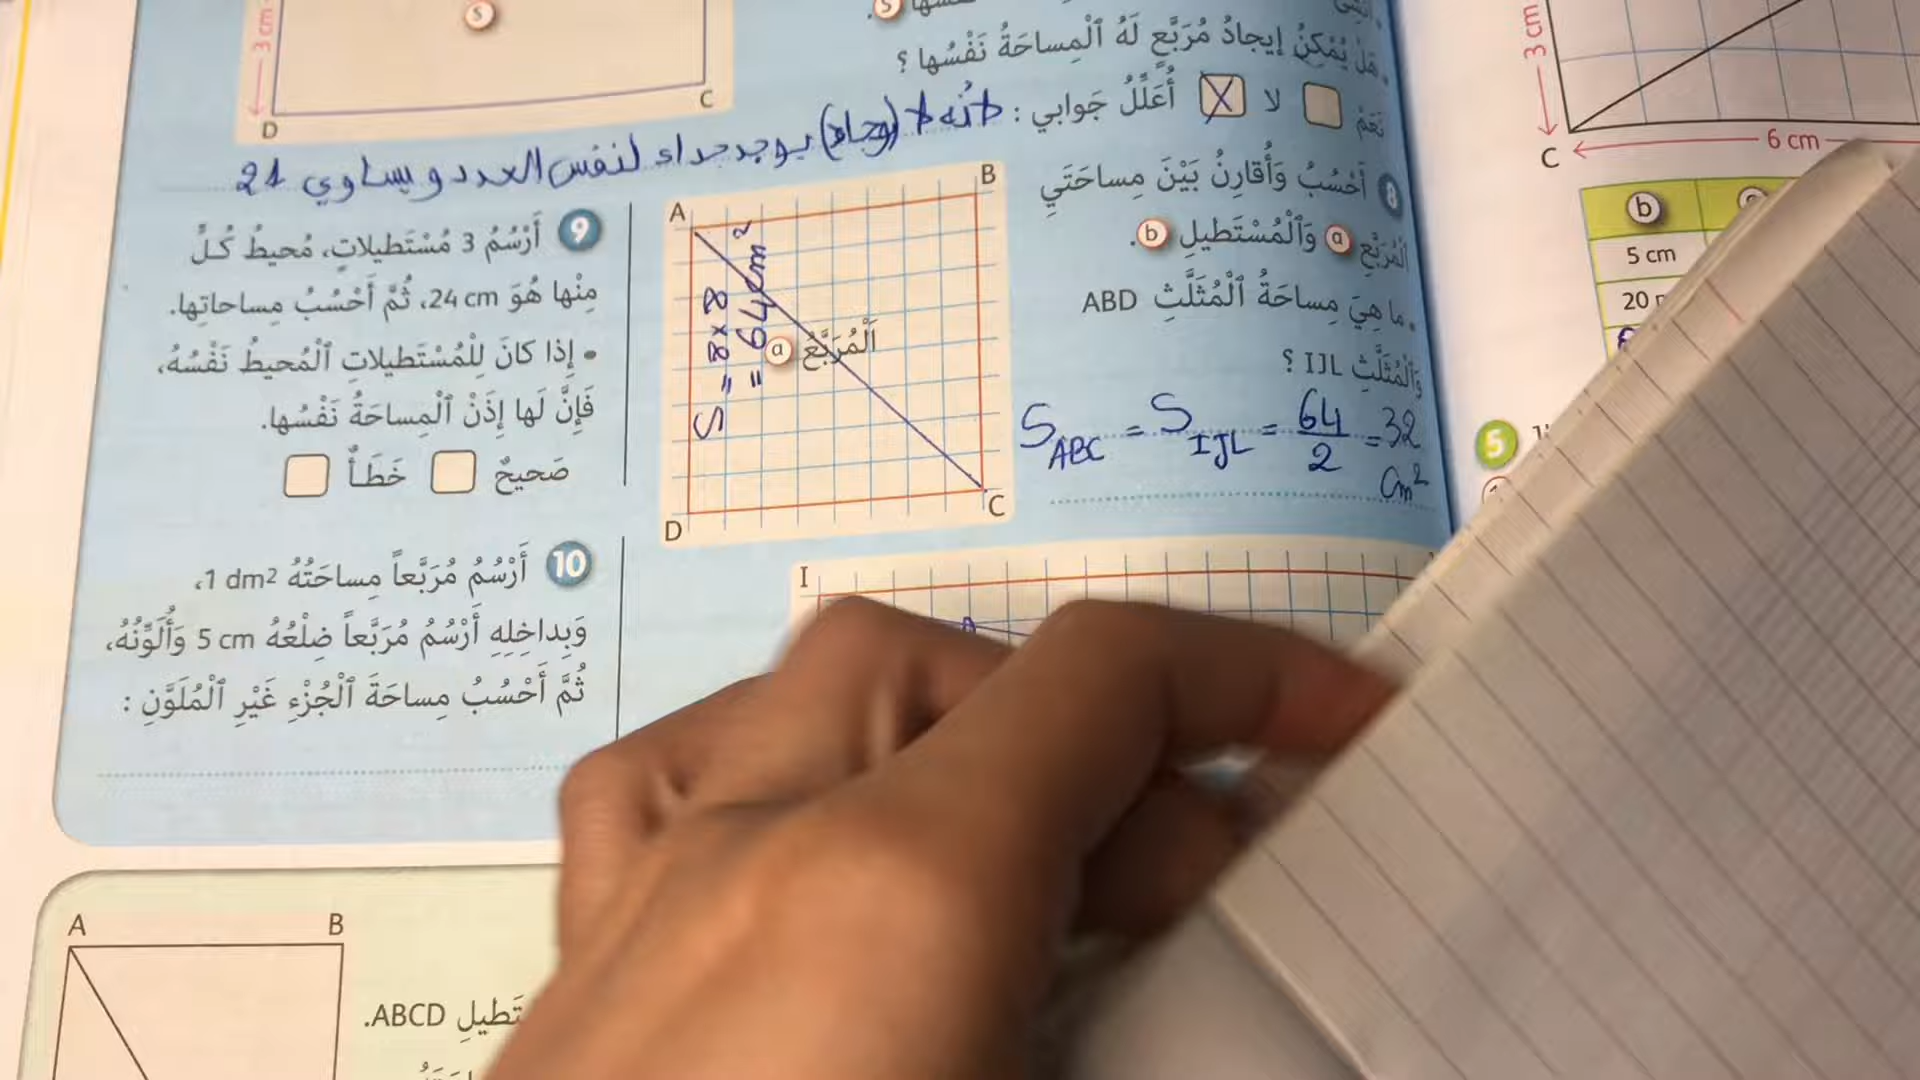 3 cm
S
C
D
هَلْ يُمْكِنُ إيجادُ مُرَبَّعٍ لَهُ ٱلْمِساحَةُ نَفْسُها ؟
نَعَمْ لا X أُعَلِّلُ جَوابي : لأنه لا (وجاد) يوجد جداء لنفس العدد ويساوي 21
8 أَحْسُبُ وَأُقارِنُ بَيْنَ مِساحَتَيِ
ٱلْمُرَبَّعِ a وَٱلْمُسْتَطيلِ b.
. ما هِيَ مِساحَةُ ٱلْمُثَلَّثِ ABD
وَٱلْمُثَلَّثِ IJL ؟
S ABC = S IJL = 64/2 = 32
cm²
A
B
S = 8×8
= 64 cm²
a ٱلْمُرَبَّعُ
D
C
I
9 أَرْسُمُ 3 مُسْتَطيلاتٍ، مُحيطُ كُلٍّ
مِنْها هُوَ 24 cm، ثُمَّ أَحْسُبُ مِساحاتِها.
• إِذا كانَ لِلْمُسْتَطيلاتِ ٱلْمُحيطُ نَفْسُهُ،
فَإِنَّ لَها إِذَنْ ٱلْمِساحَةُ نَفْسُها.
صَحيحٌ خَطَأٌ
10 أَرْسُمُ مُرَبَّعاً مِساحَتُهُ 1 dm²،
وَبِداخِلِهِ أَرْسُمُ مُرَبَّعاً ضِلْعُهُ 5 cm وَأُلَوِّنُهُ،
ثُمَّ أَحْسُبُ مِساحَةَ ٱلْجُزْءِ غَيْرِ ٱلْمُلَوَّنِ :
A
B
ABCD.
3 cm
C
6 cm
b
5 cm
20
5